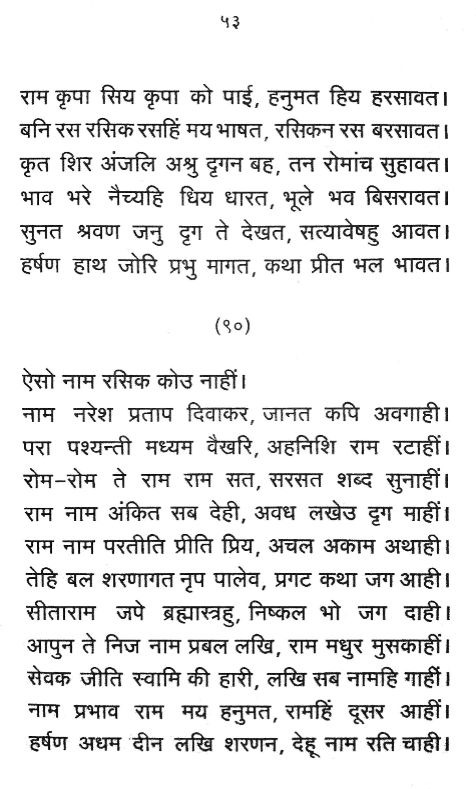 ५३
राम कृपा सिय कृपा को पाई, हनुमत हिय हरसावत।
बनि रस रसिक रसहिं मय भाषत, रसिकन रस बरसावत।
कृत शिर अंजलि अश्रु दृगन बह, तन रोमांच सुहावत।
भाव भरे नैच्यहि धिय धारत, भूले भव बिसरावत।
सुनत श्रवण जनु दृग ते देखत, सत्यावेषहु आवत।
हर्षण हाथ जोरि प्रभु मागत, कथा प्रीत भल भावत।
(९०)
ऐसो नाम रसिक कोउ नाहीं।
नाम नरेश प्रताप दिवाकर, जानत कपि अवगाही।
परा पश्यन्ती मध्यम वैखरि, अहनिशि राम रटाहीं।
रोम-रोम ते राम राम सत, सरसत शब्द सुनाहीं।
राम नाम अंकित सब देही, अवध लखेउ दृग माहीं।
राम नाम परतीति प्रीति प्रिय, अचल अकाम अथाही।
तेहि बल शरणागत नृप पालेव, प्रगट कथा जग आही।
सीताराम जपे ब्रह्मास्त्रहु, निष्कल भो जग दाही।
आपुन ते निज नाम प्रबल लखि, राम मधुर मुसकाहीं।
सेवक जीति स्वामि की हारी, लखि सब नामहि गाहीं।
नाम प्रभाव राम मय हनुमत, रामहिं दूसर आहीं।
हर्षण अधम दीन लखि शरणन, देहू नाम रति चाही।